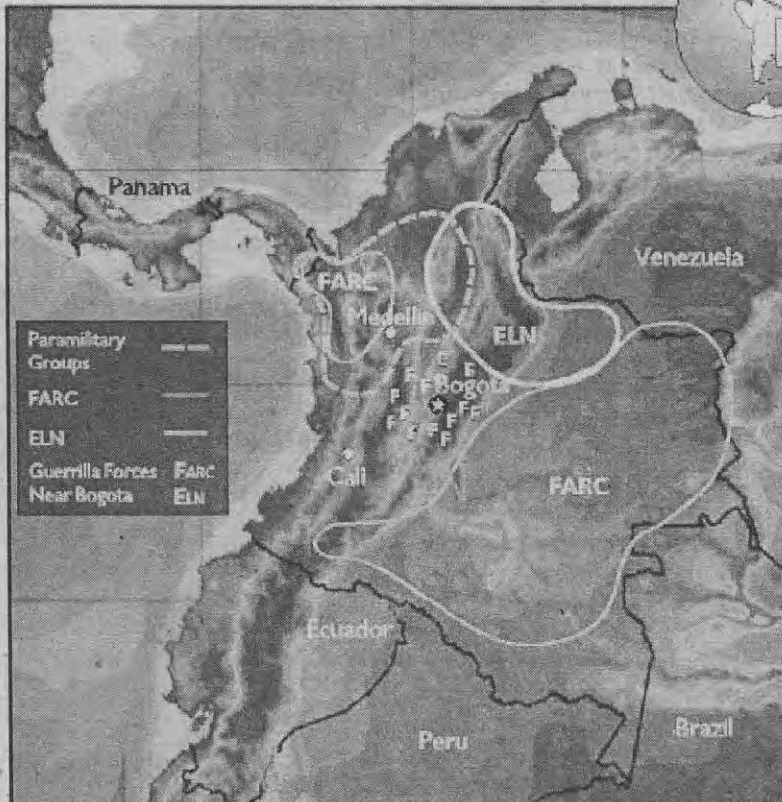 Panama
Venezuela
FARC
Medellin
ELN
Bogota
Cali
FARC
Ecuador
Peru
Brazil
Paramilitary
Groups
FARC
ELN
Guerrilla Forces FARC
Near Bogota ELN
E
F
E
F
F
F
F
F
F
F
F
F
F